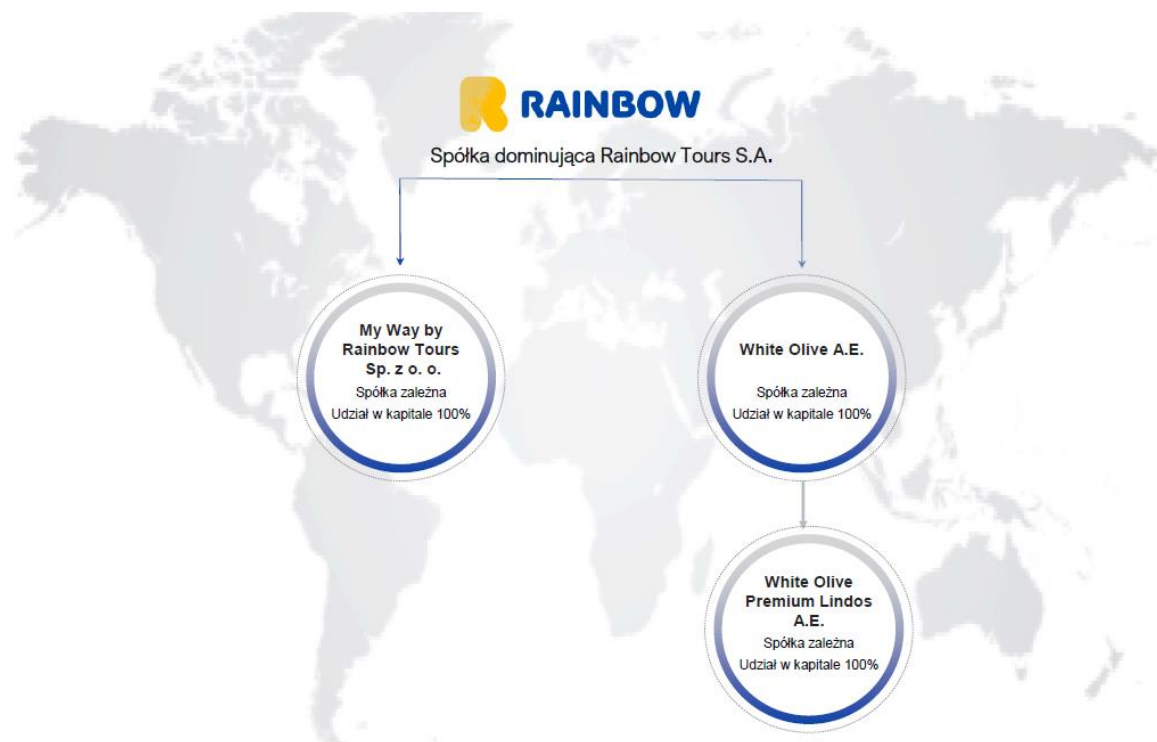 RAINBOW
Spółka dominująca Rainbow Tours S.A.
My Way by
Rainbow Tours
Sp. z o. o.
Spółka zależna
Udział w kapitale 100%
White Olive A.E.
Spółka zależna
Udział w kapitale 100%
White Olive
Premium Lindos
A.E.
Spółka zależna
Udział w kapitale 100%